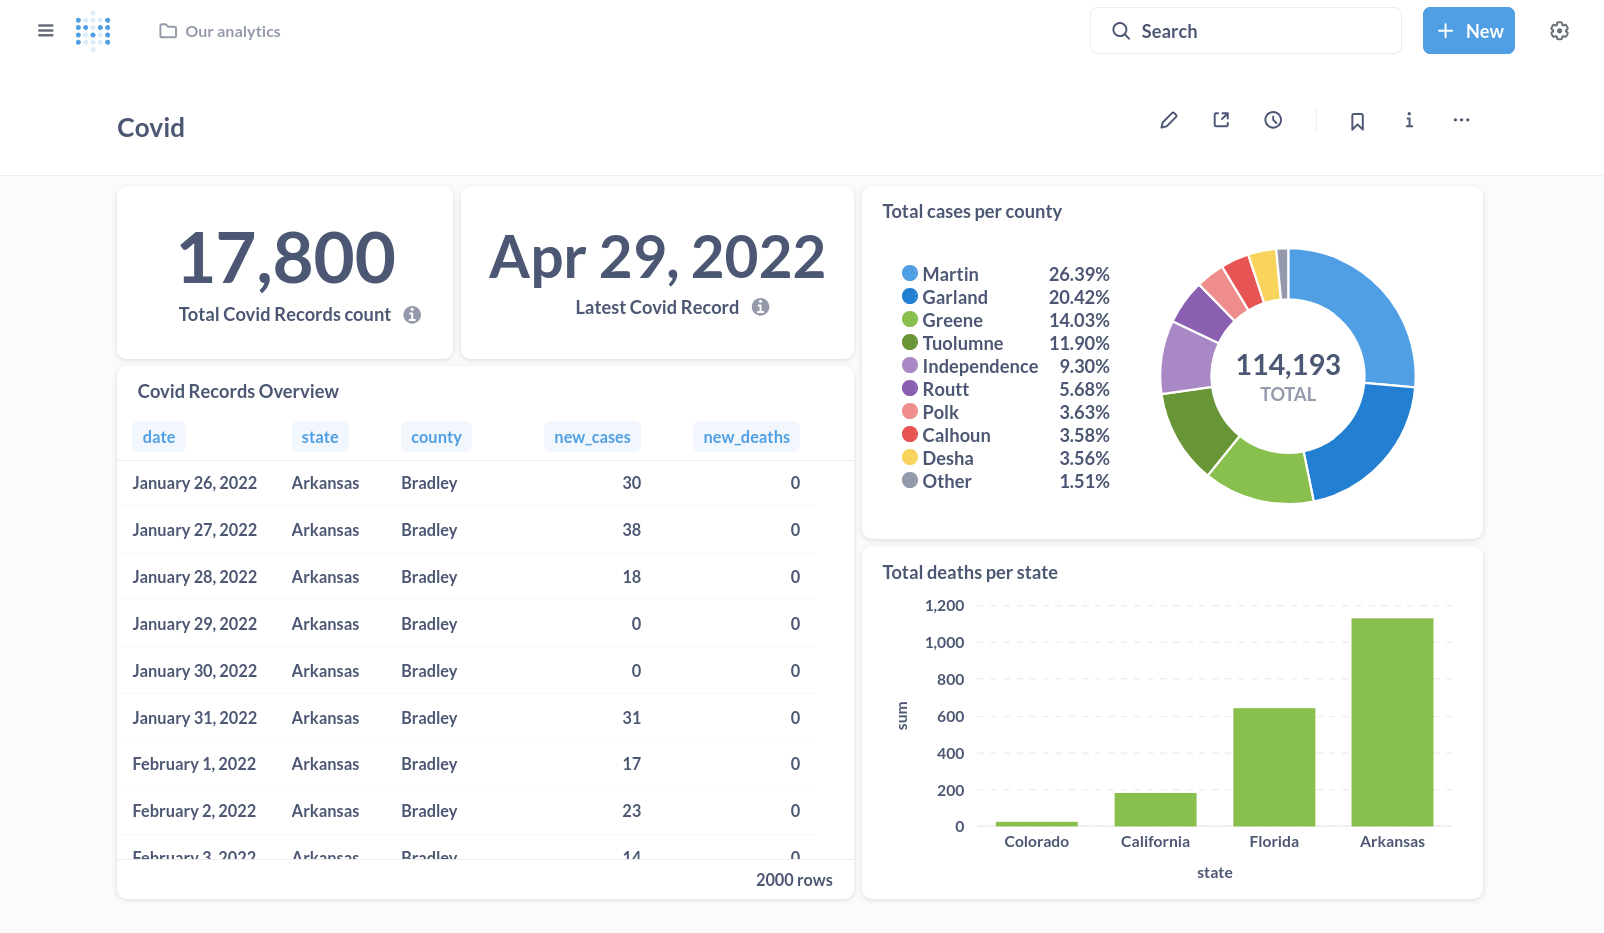 Our analytics
Search
New
Covid
17,800
Total Covid Records count
Apr 29, 2022
Latest Covid Record
Covid Records Overview
date state county new_cases new_deaths
January 26, 2022 Arkansas Bradley 30 0
January 27, 2022 Arkansas Bradley 38 0
January 28, 2022 Arkansas Bradley 18 0
January 29, 2022 Arkansas Bradley 0 0
January 30, 2022 Arkansas Bradley 0 0
January 31, 2022 Arkansas Bradley 31 0
February 1, 2022 Arkansas Bradley 17 0
February 2, 2022 Arkansas Bradley 23 0
February 3, 2022 Arkansas Bradley 14 0
2000 rows
Total cases per county
Martin 26.39%
Garland 20.42%
Greene 14.03%
Tuolumne 11.90%
Independence 9.30%
Routt 5.68%
Polk 3.63%
Calhoun 3.58%
Desha 3.56%
Other 1.51%
114,193
TOTAL
Total deaths per state
1,200
1,000
800
600
400
200
0
sum
Colorado California Florida Arkansas
state